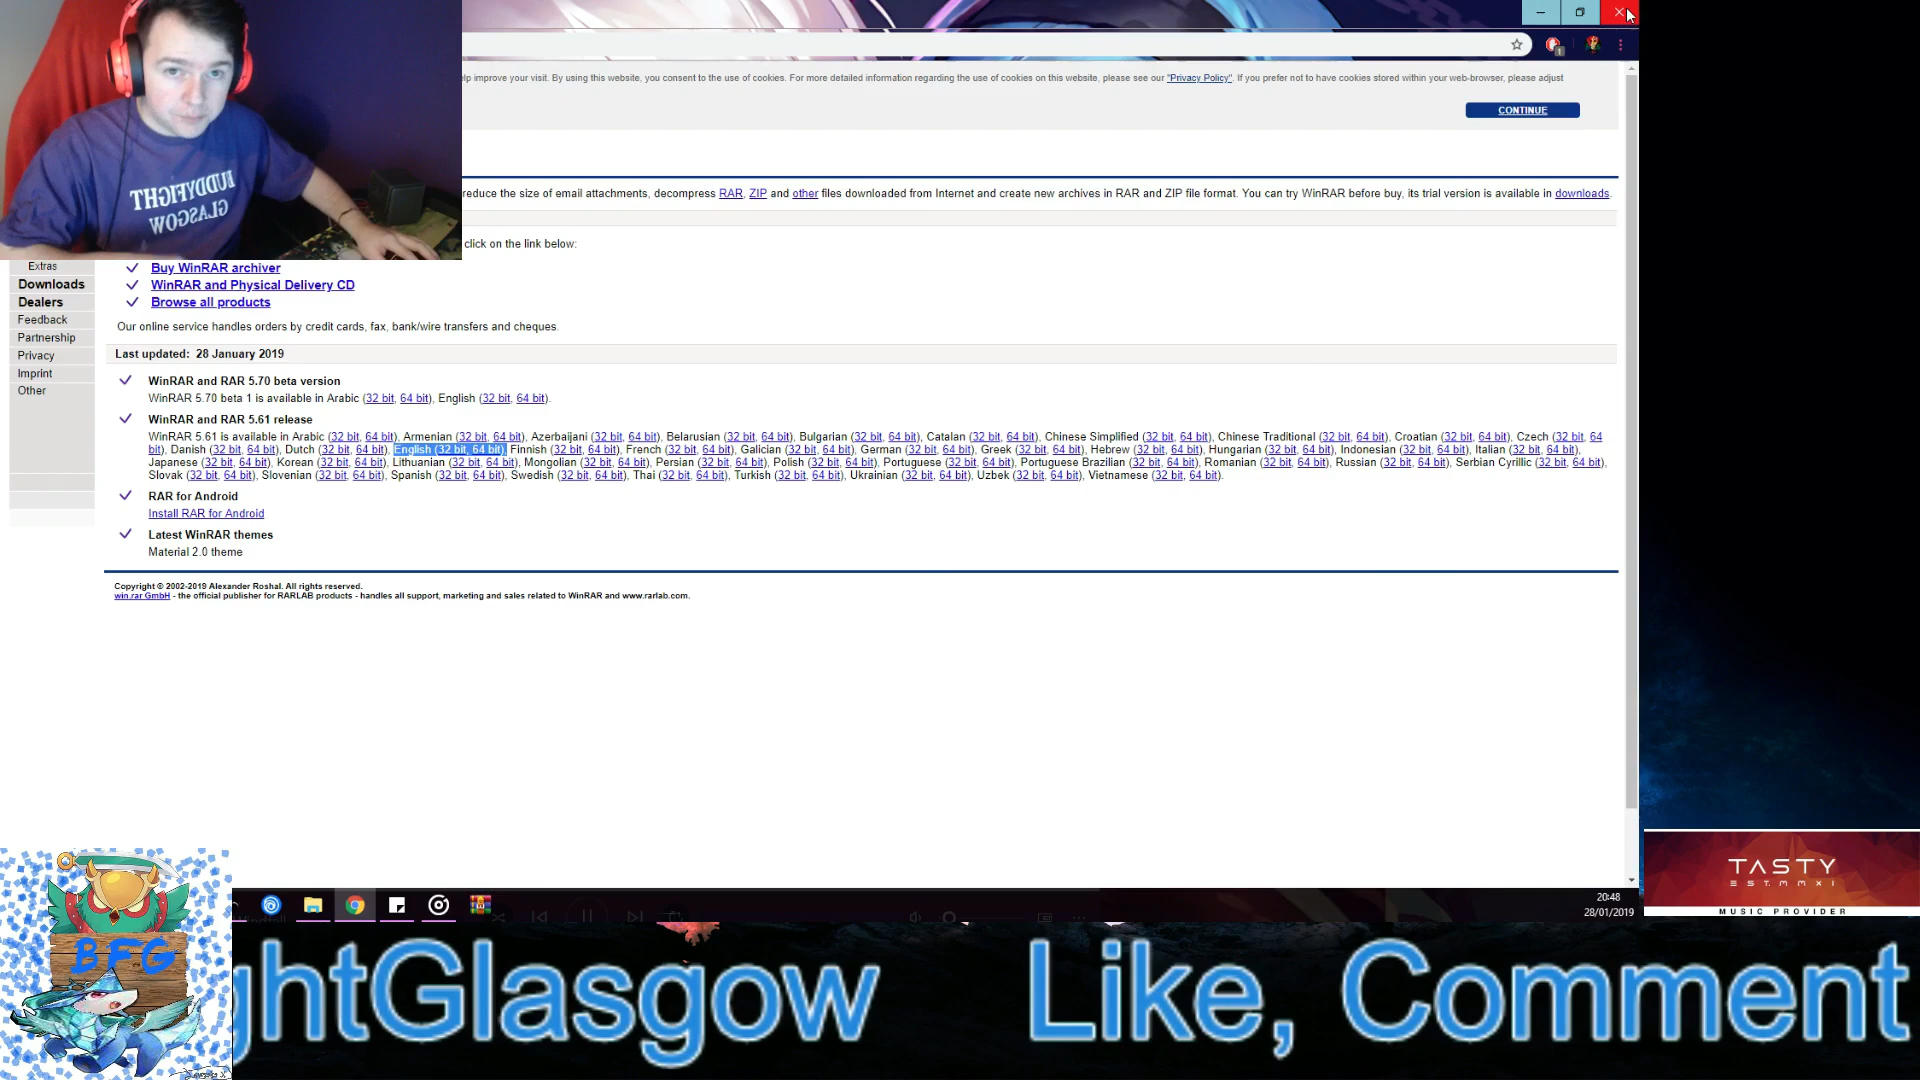 lp improve your visit. By using this website, you consent to the use of cookies. For more detailed information regarding the use of cookies on this website, please see our "Privacy Policy". If you prefer not to have cookies stored within your web-browser, please adjust
1
CONTINUE
BUDDYFIGHT
GLASGOW
reduce the size of email attachments, decompress RAR, ZIP and other files downloaded from Internet and create new archives in RAR and ZIP file format. You can try WinRAR before buy, its trial version is available in downloads.
click on the link below:
Extras
Downloads
Dealers
Feedback
Partnership
Privacy
Imprint
Other
Buy WinRAR archiver
WinRAR and Physical Delivery CD
Browse all products
Our online service handles orders by credit cards, fax, bank/wire transfers and cheques.
Last updated: 28 January 2019
WinRAR and RAR 5.70 beta version
WinRAR 5.70 beta 1 is available in Arabic (32 bit, 64 bit), English (32 bit, 64 bit).
WinRAR and RAR 5.61 release
WinRAR 5.61 is available in Arabic (32 bit, 64 bit), Armenian (32 bit, 64 bit), Azerbaijani (32 bit, 64 bit), Belarusian (32 bit, 64 bit), Bulgarian (32 bit, 64 bit), Catalan (32 bit, 64 bit), Chinese Simplified (32 bit, 64 bit), Chinese Traditional (32 bit, 64 bit), Croatian (32 bit, 64 bit), Czech (32 bit, 64
bit), Danish (32 bit, 64 bit), Dutch (32 bit, 64 bit), English (32 bit, 64 bit), Finnish (32 bit, 64 bit), French (32 bit, 64 bit), Galician (32 bit, 64 bit), German (32 bit, 64 bit), Greek (32 bit, 64 bit), Hebrew (32 bit, 64 bit), Hungarian (32 bit, 64 bit), Indonesian (32 bit, 64 bit), Italian (32 bit, 64 bit),
Japanese (32 bit, 64 bit), Korean (32 bit, 64 bit), Lithuanian (32 bit, 64 bit), Mongolian (32 bit, 64 bit), Persian (32 bit, 64 bit), Polish (32 bit, 64 bit), Portuguese (32 bit, 64 bit), Portuguese Brazilian (32 bit, 64 bit), Romanian (32 bit, 64 bit), Russian (32 bit, 64 bit), Serbian Cyrillic (32 bit, 64 bit),
Slovak (32 bit, 64 bit), Slovenian (32 bit, 64 bit), Spanish (32 bit, 64 bit), Swedish (32 bit, 64 bit), Thai (32 bit, 64 bit), Turkish (32 bit, 64 bit), Ukrainian (32 bit, 64 bit), Uzbek (32 bit, 64 bit), Vietnamese (32 bit, 64 bit).
RAR for Android
Install RAR for Android
Latest WinRAR themes
Material 2.0 theme
Copyright © 2002-2019 Alexander Roshal. All rights reserved.
win.rar GmbH - the official publisher for RARLAB products - handles all support, marketing and sales related to WinRAR and www.rarlab.com.
TASTY
EST.MMXI
MUSIC PROVIDER
20:48
28/01/2019
BFG
ghtGlasgow Like, Comment